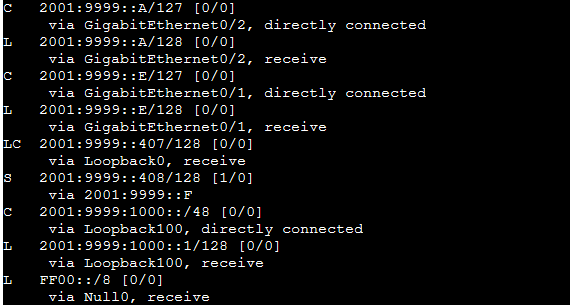 C   2001:9999::A/127 [0/0]
     via GigabitEthernet0/2, directly connected
L   2001:9999::A/128 [0/0]
     via GigabitEthernet0/2, receive
C   2001:9999::E/127 [0/0]
     via GigabitEthernet0/1, directly connected
L   2001:9999::E/128 [0/0]
     via GigabitEthernet0/1, receive
LC  2001:9999::407/128 [0/0]
     via Loopback0, receive
S   2001:9999::408/128 [1/0]
     via 2001:9999::F
C   2001:9999:1000::/48 [0/0]
     via Loopback100, directly connected
L   2001:9999:1000::1/128 [0/0]
     via Loopback100, receive
L   FF00::/8 [0/0]
     via Null0, receive